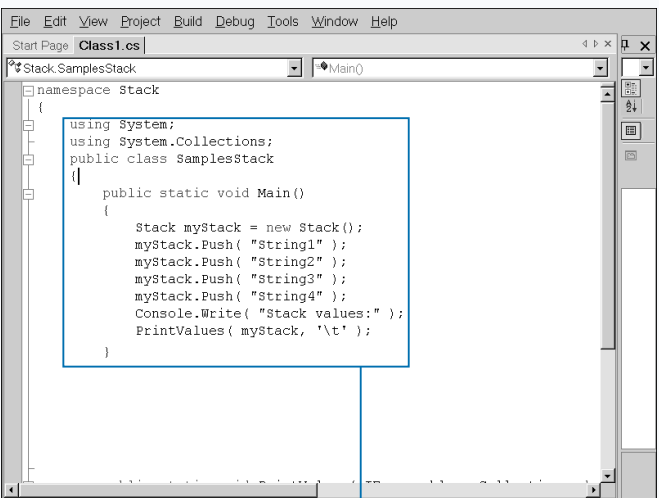 File Edit View Project Build Debug Tools Window Help
Start Page Class1.cs
Stack.SamplesStack Main()
namespace Stack
{
using System;
using System.Collections;
public class SamplesStack
{
public static void Main()
{
Stack myStack = new Stack();
myStack.Push( "String1" );
myStack.Push( "String2" );
myStack.Push( "String3" );
myStack.Push( "String4" );
Console.Write( "Stack values:" );
PrintValues( myStack, '\t' );
}